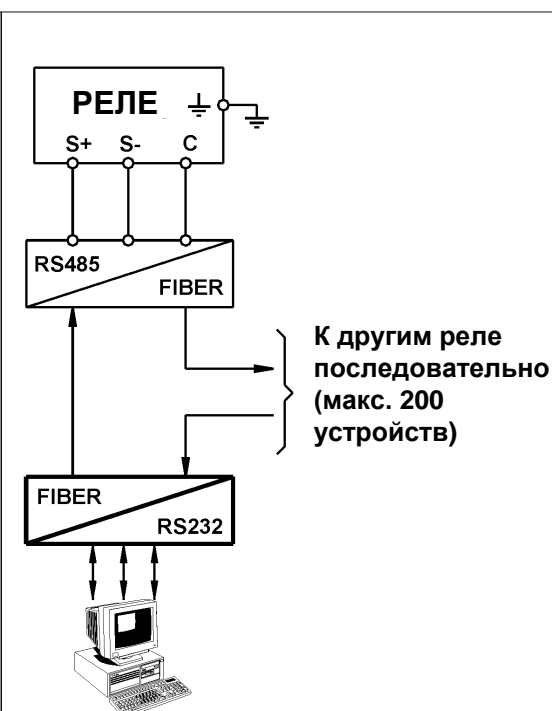 РЕЛЕ
S+ S- C
RS485
FIBER
К другим реле
последовательно
(макс. 200
устройств)
FIBER
RS232